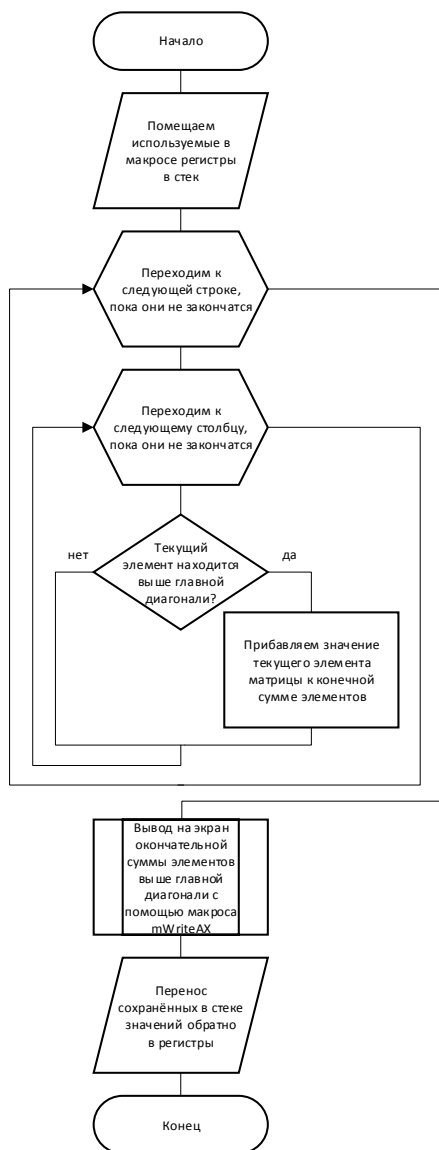 Начало
Помещаем
используемые в
макросе регистры
в стек
Переходим к
следующей строке,
пока они не закончатся
Переходим к
следующему столбцу,
пока они не закончатся
нет
Текущий
элемент находится
выше главной
диагонали?
да
Прибавляем значение
текущего элемента
матрицы к конечной
сумме элементов
Вывод на экран
окончательной
суммы элементов
выше главной
диагонали с
помощью макроса
mWriteAX
Перенос
сохранённых в стеке
значений обратно
в регистры
Конец